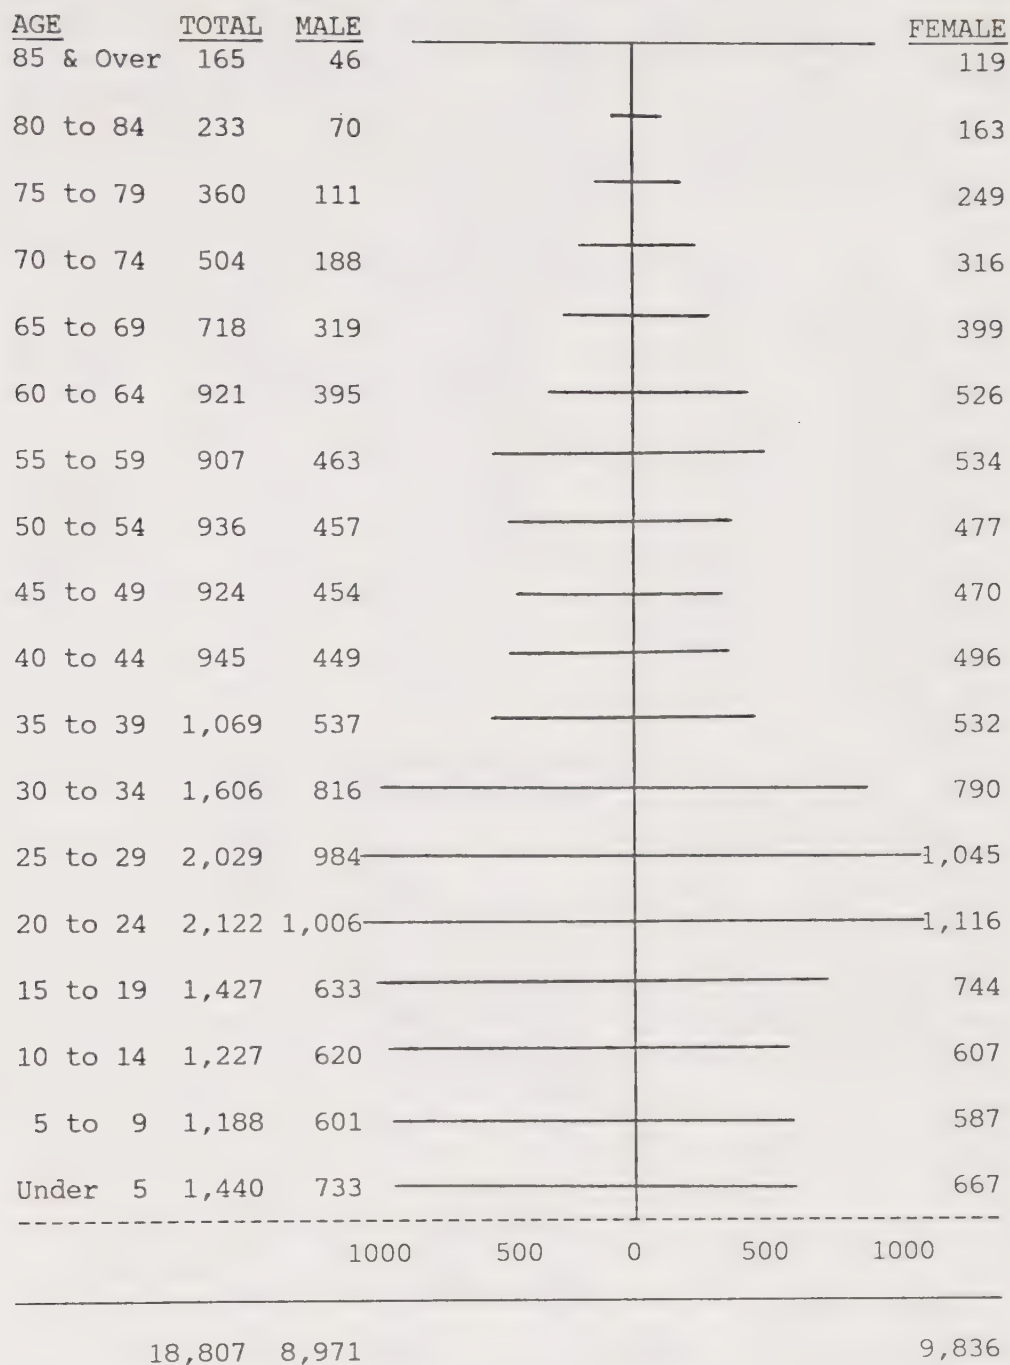 AGE TOTAL MALE FEMALE
85 & Over 165 46 119
80 to 84 233 70 163
75 to 79 360 111 249
70 to 74 504 188 316
65 to 69 718 319 399
60 to 64 921 395 526
55 to 59 907 463 534
50 to 54 936 457 477
45 to 49 924 454 470
40 to 44 945 449 496
35 to 39 1,069 537 532
30 to 34 1,606 816 790
25 to 29 2,029 984 1,045
20 to 24 2,122 1,006 1,116
15 to 19 1,427 633 744
10 to 14 1,227 620 607
5 to 9 1,188 601 587
Under 5 1,440 733 667
1000 500 0 500 1000
18,807 8,971 9,836